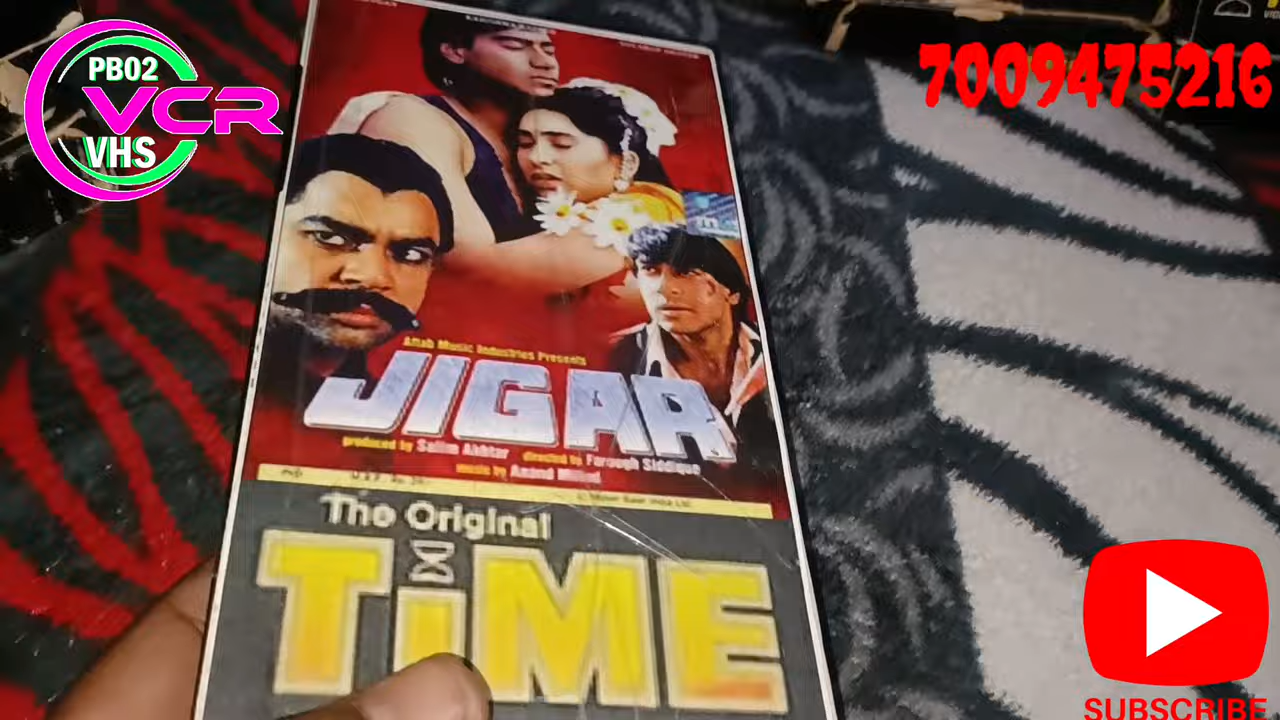 PB02
VCR
VHS
7009475216
Aftab Music Industries Presents
JIGAR
produced by Salim Akhtar directed by Farough Siddique
music by Anand Milind
The Original
TiME
SUBSCRIBE